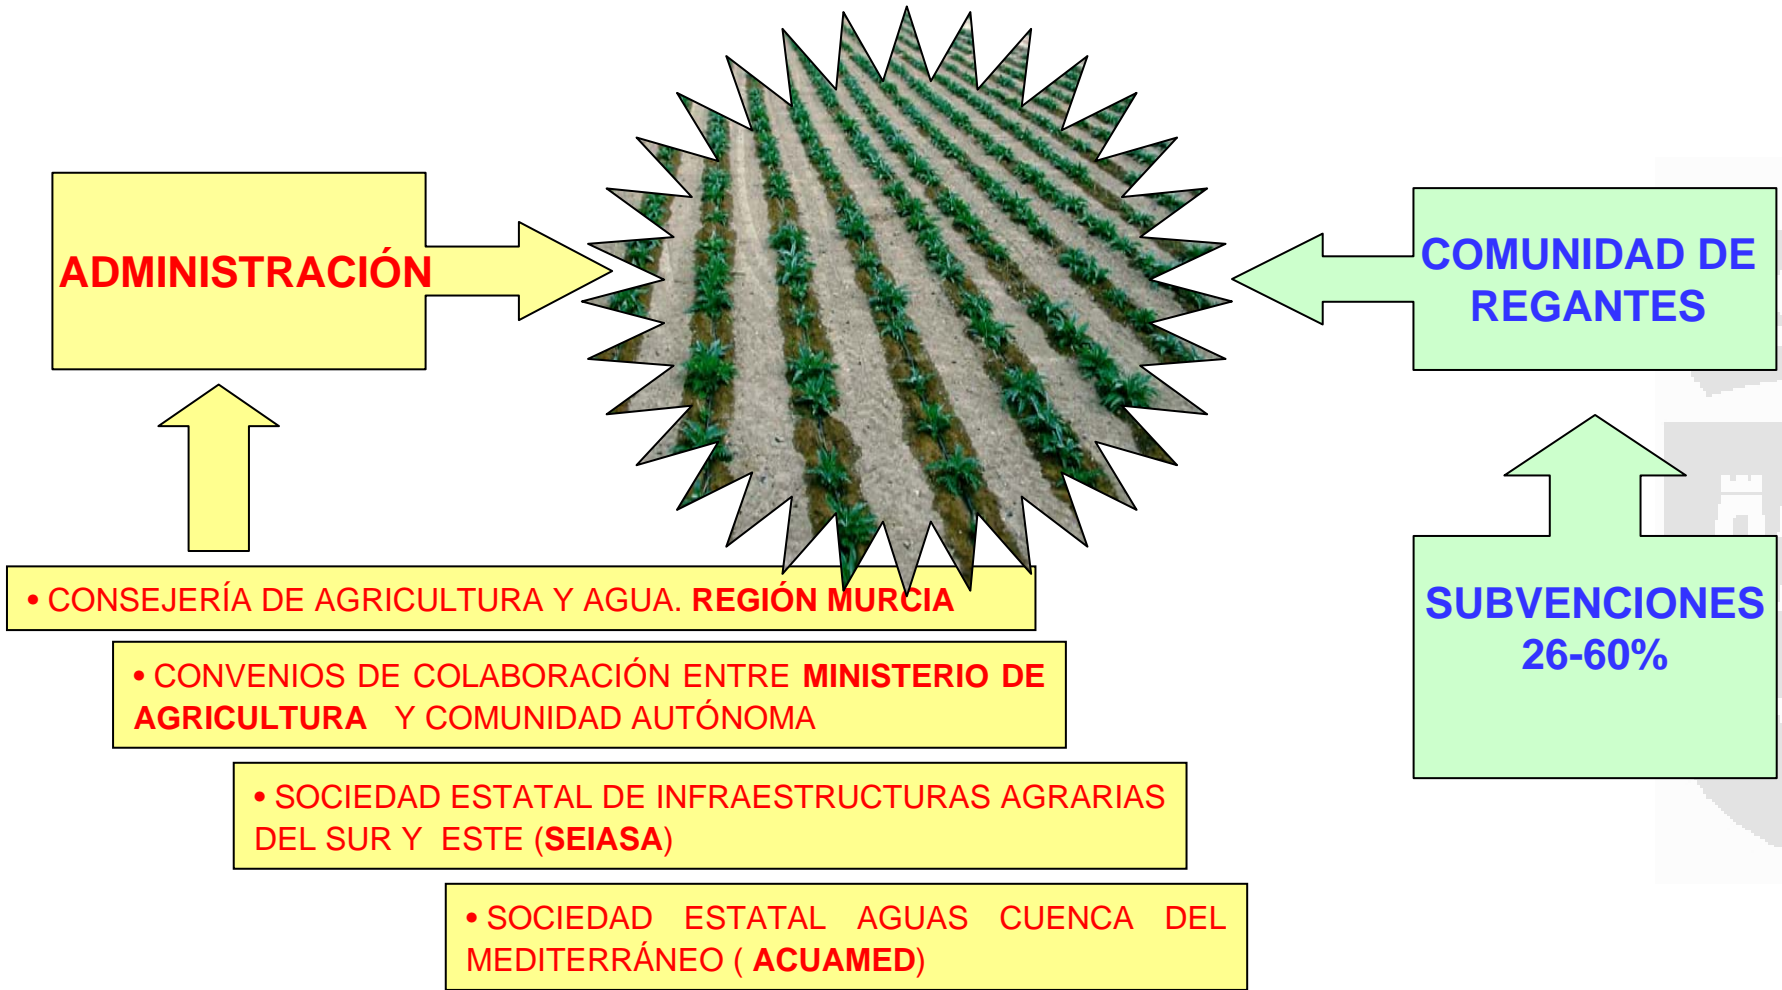 ADMINISTRACIÓN
COMUNIDAD DE
REGANTES
• CONSEJERÍA DE AGRICULTURA Y AGUA. REGIÓN MURCIA
• CONVENIOS DE COLABORACIÓN ENTRE MINISTERIO DE
AGRICULTURA Y COMUNIDAD AUTÓNOMA
• SOCIEDAD ESTATAL DE INFRAESTRUCTURAS AGRARIAS
DEL SUR Y ESTE (SEIASA)
• SOCIEDAD ESTATAL AGUAS CUENCA DEL
MEDITERRÁNEO ( ACUAMED)
SUBVENCIONES
26-60%